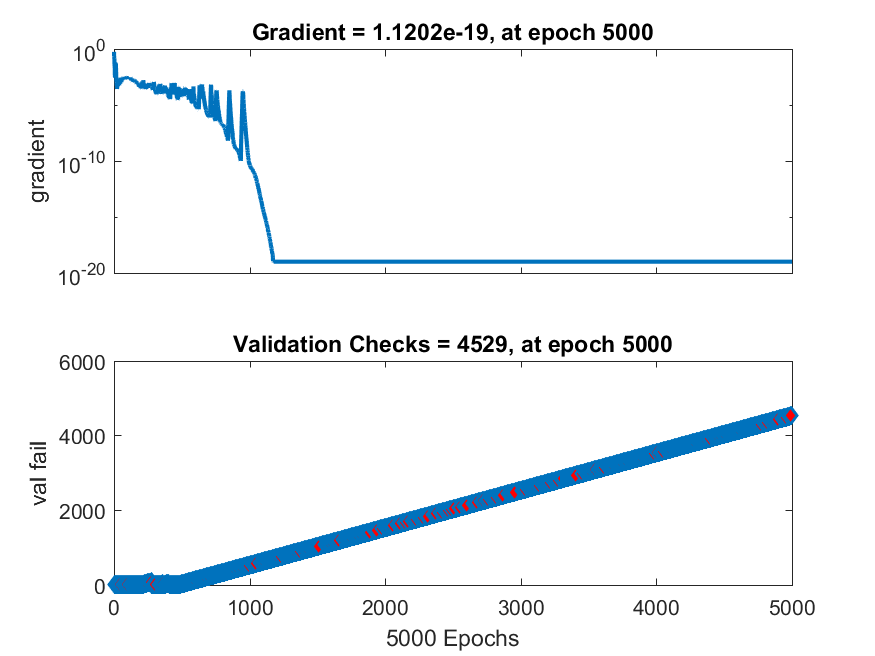 Gradient = 1.1202e-19, at epoch 5000
10^0
10^-10
10^-20
gradient
Validation Checks = 4529, at epoch 5000
6000
4000
2000
0
val fail
0 1000 2000 3000 4000 5000
5000 Epochs